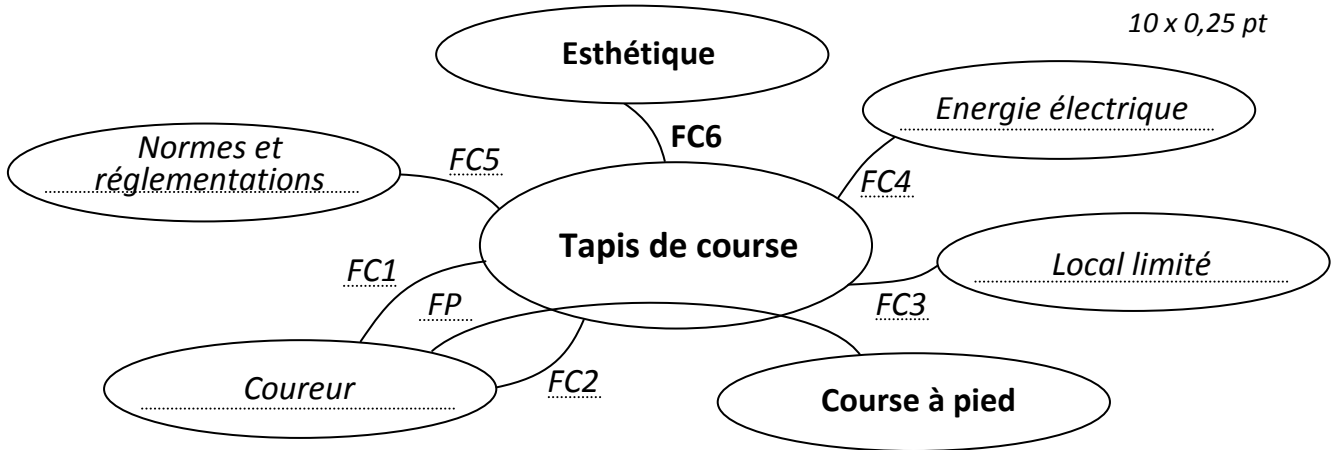 10 x 0,25 pt
Esthétique
Energie électrique
FC6
Normes et
réglementations
FC5
FC4
Tapis de course
Local limité
FC1
FP
FC3
Coureur
FC2
Course à pied